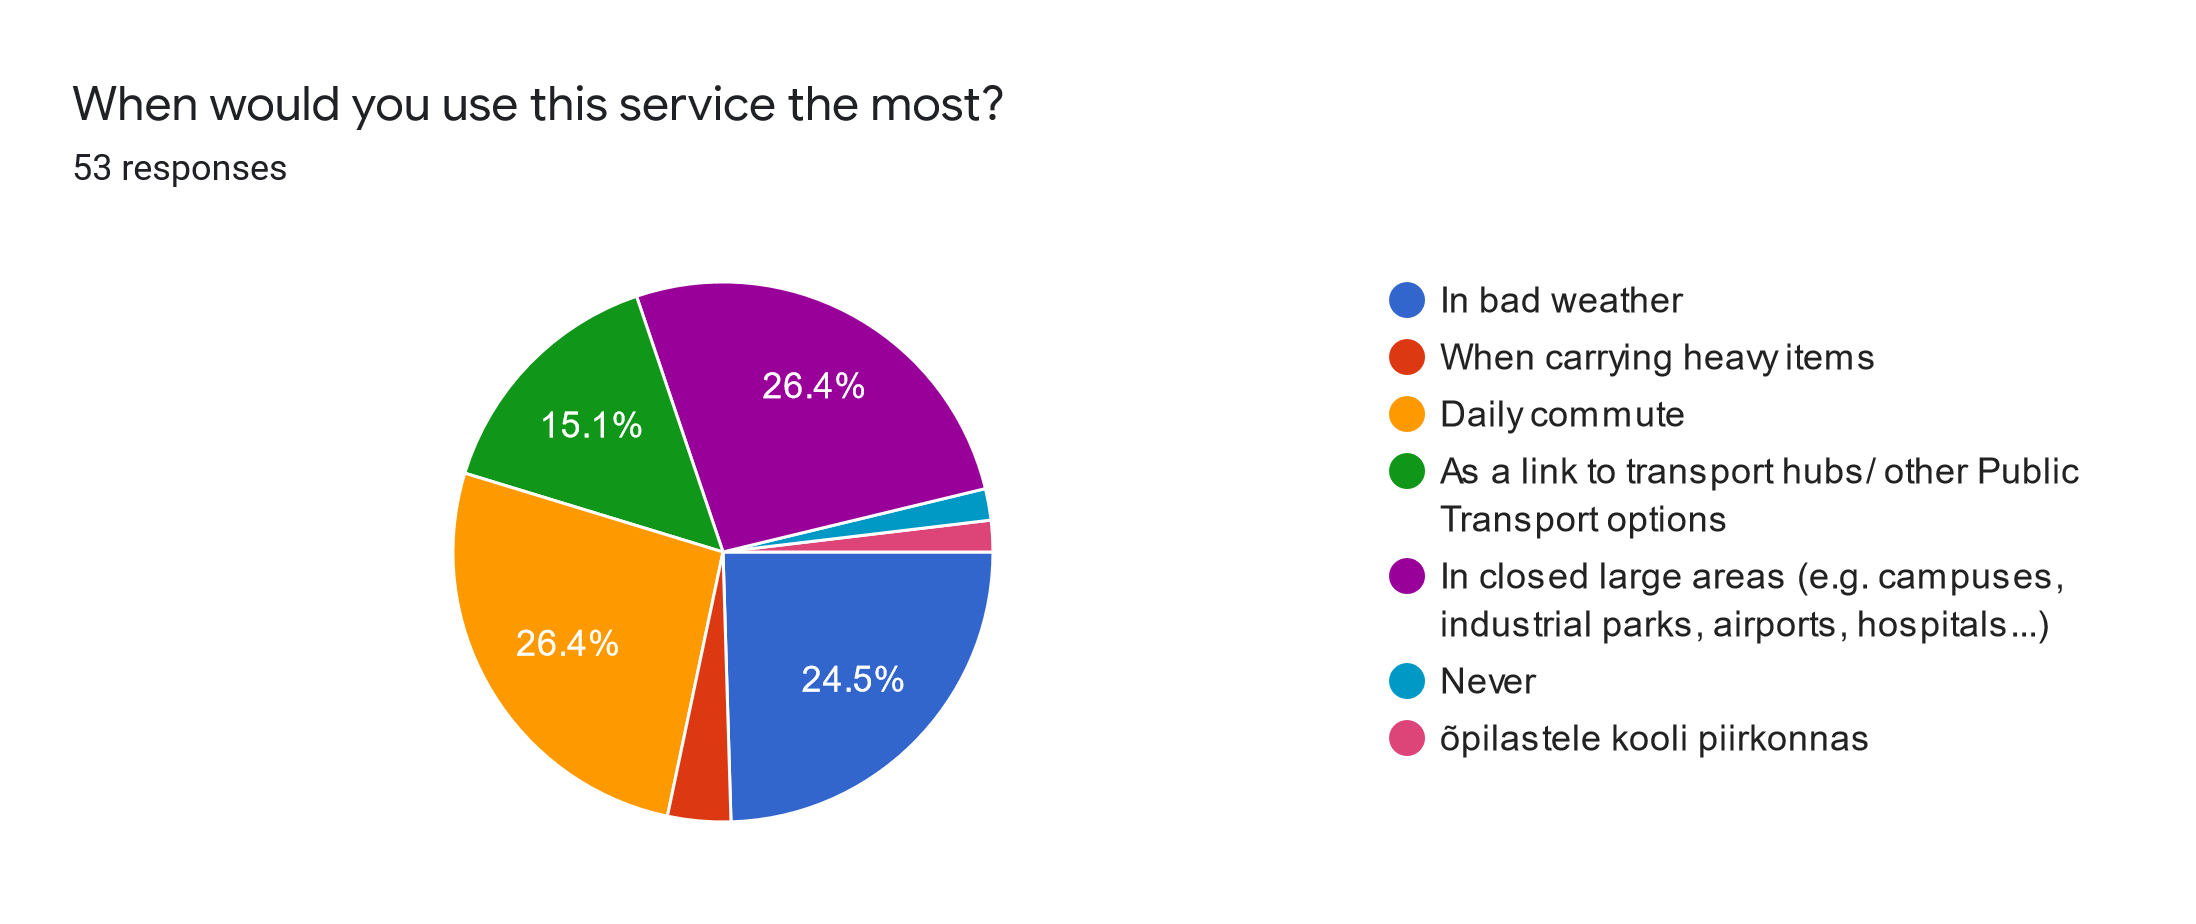 When would you use this service the most?
53 responses
26.4%
15.1%
26.4%
24.5%
In bad weather
When carrying heavy items
Daily commute
As a link to transport hubs/ other Public
Transport options
In closed large areas (e.g. campuses,
industrial parks, airports, hospitals...)
Never
õpilastele kooli piirkonnas